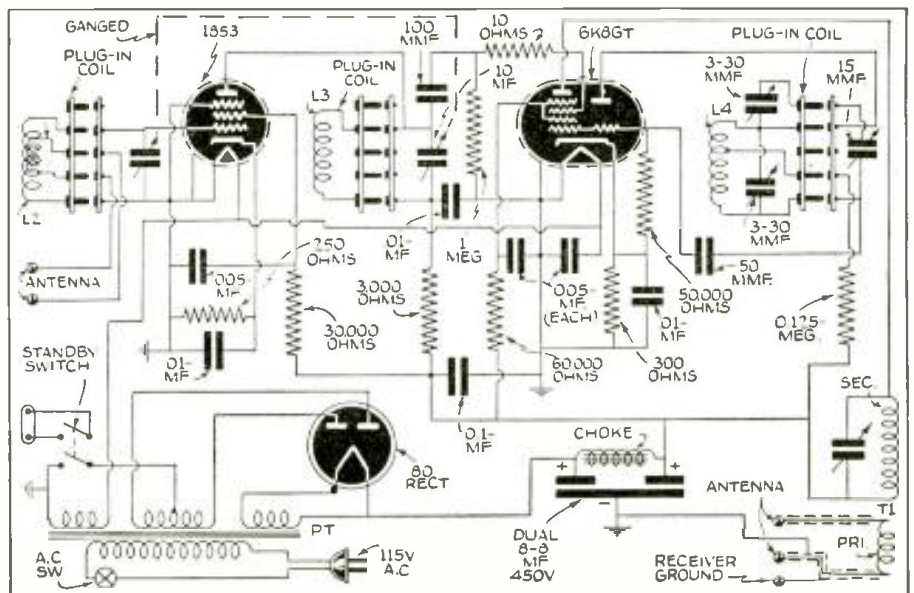 GANGED
PLUG-IN
COIL
1853
PLUG-IN
COIL
L3
100
MMF
10
OHMS
10
MF
6K8GT
PLUG-IN COIL
3-30
MMF
15
MMF
L4
L2
ANTENNA
.005
MF
250
OHMS
.01-
MF
30,000
OHMS
3,000
OHMS
.01-
MF
1
MEG
.005
MF
(EACH)
60,000
OHMS
300
OHMS
.01-
MF
50,000
OHMS
50
MMF.
3-30
MMF
0.125
MEG
0.1-
MF
STANDBY
SWITCH
80
RECT
CHOKE
+
+
-
DUAL
8-8
MF
450V
SEC.
ANTENNA
T1
PRI
RECEIVER
GROUND
PT
A.C
SW
115V
A.C